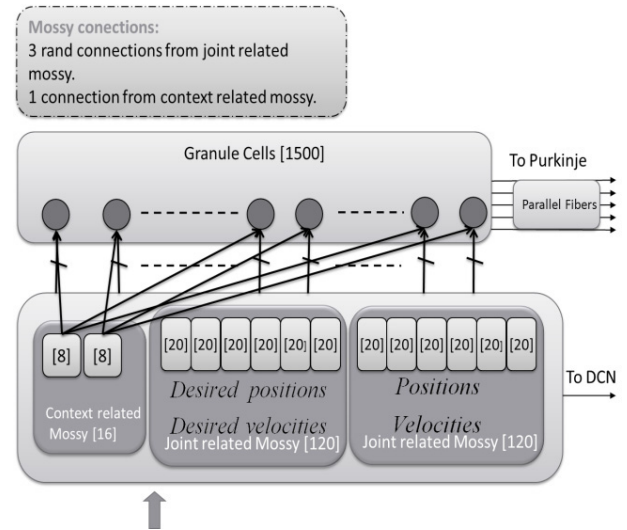 Mossy conections:
3 rand connections from joint related
mossy.
1 connection from context related mossy.
Granule Cells [1500]
To Purkinje
Parallel Fibers
[8] [8]
[20] [20] [20] [20] [20] [20]
[20] [20] [20] [20] [20] [20]
Context related
Mossy [16]
Desired positions
Desired velocities
Joint related Mossy [120]
Positions
Velocities
Joint related Mossy [120]
To DCN